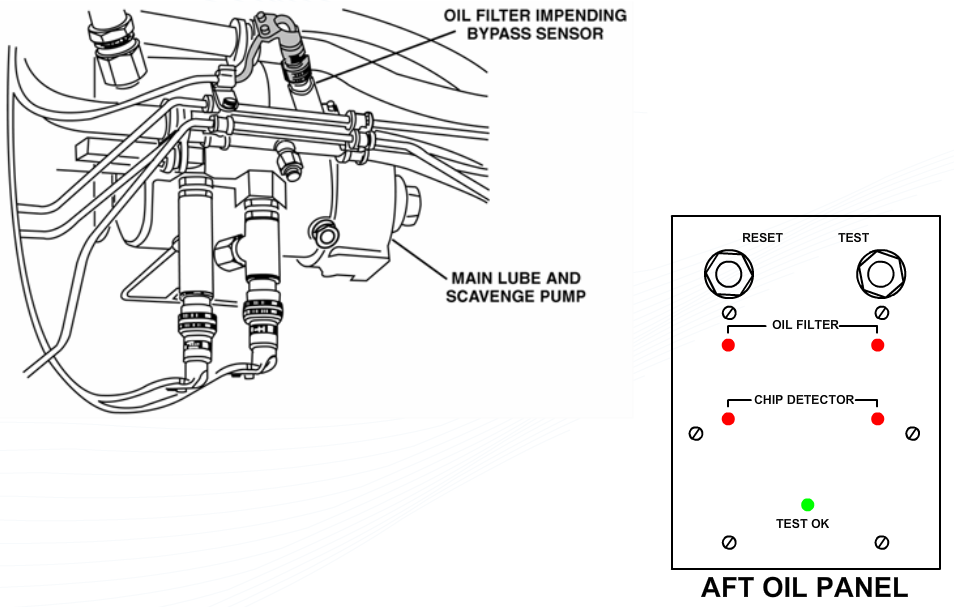 OIL FILTER IMPENDING
BYPASS SENSOR
MAIN LUBE AND
SCAVENGE PUMP
RESET
TEST
OIL FILTER
CHIP DETECTOR
TEST OK
AFT OIL PANEL